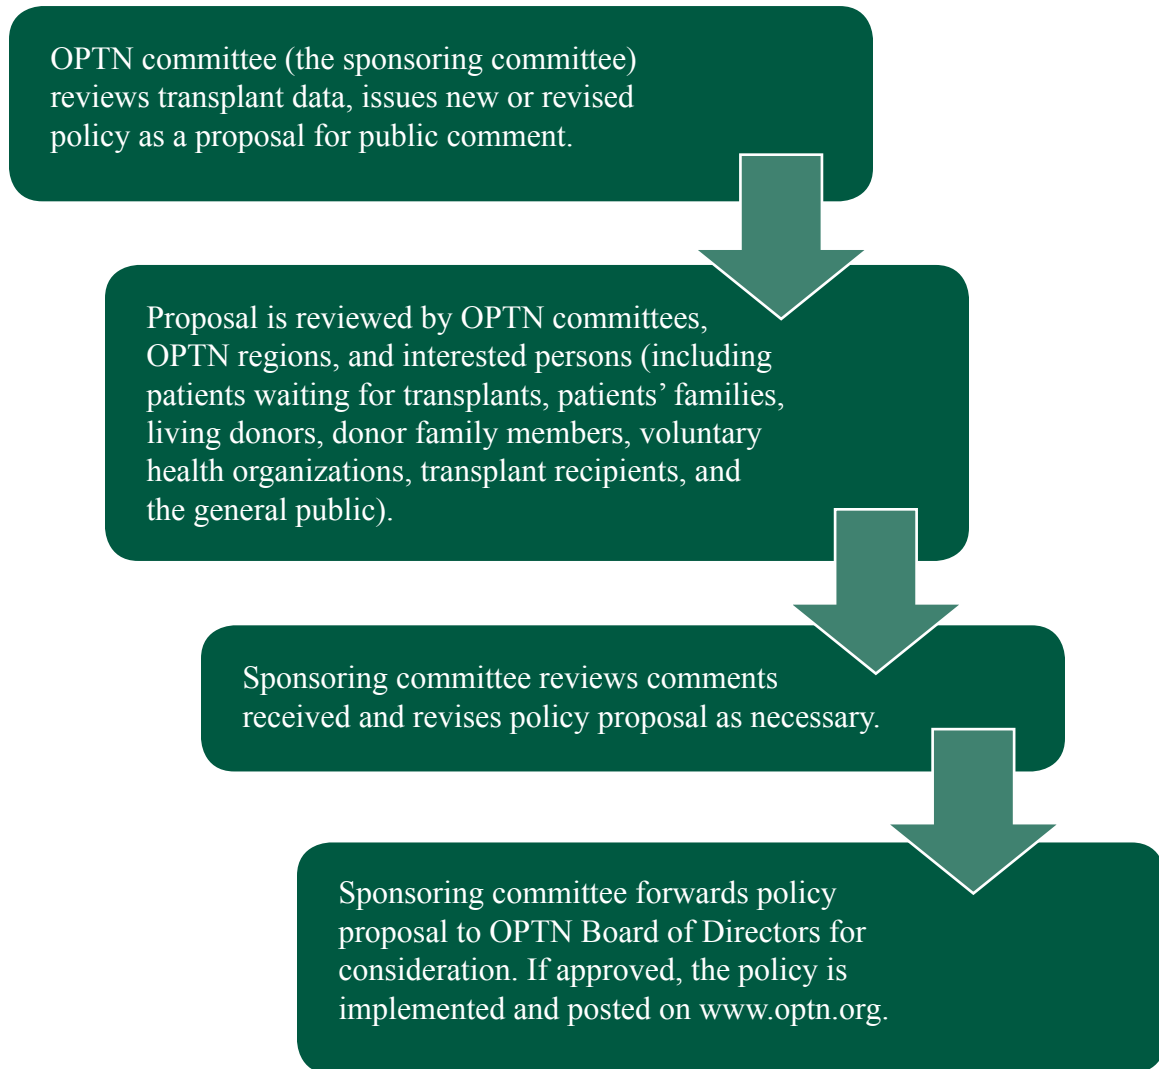 OPTN committee (the sponsoring committee)
reviews transplant data, issues new or revised
policy as a proposal for public comment.
Proposal is reviewed by OPTN committees,
OPTN regions, and interested persons (including
patients waiting for transplants, patients’ families,
living donors, donor family members, voluntary
health organizations, transplant recipients, and
the general public).
Sponsoring committee reviews comments
received and revises policy proposal as necessary.
Sponsoring committee forwards policy
proposal to OPTN Board of Directors for
consideration. If approved, the policy is
implemented and posted on www.optn.org.